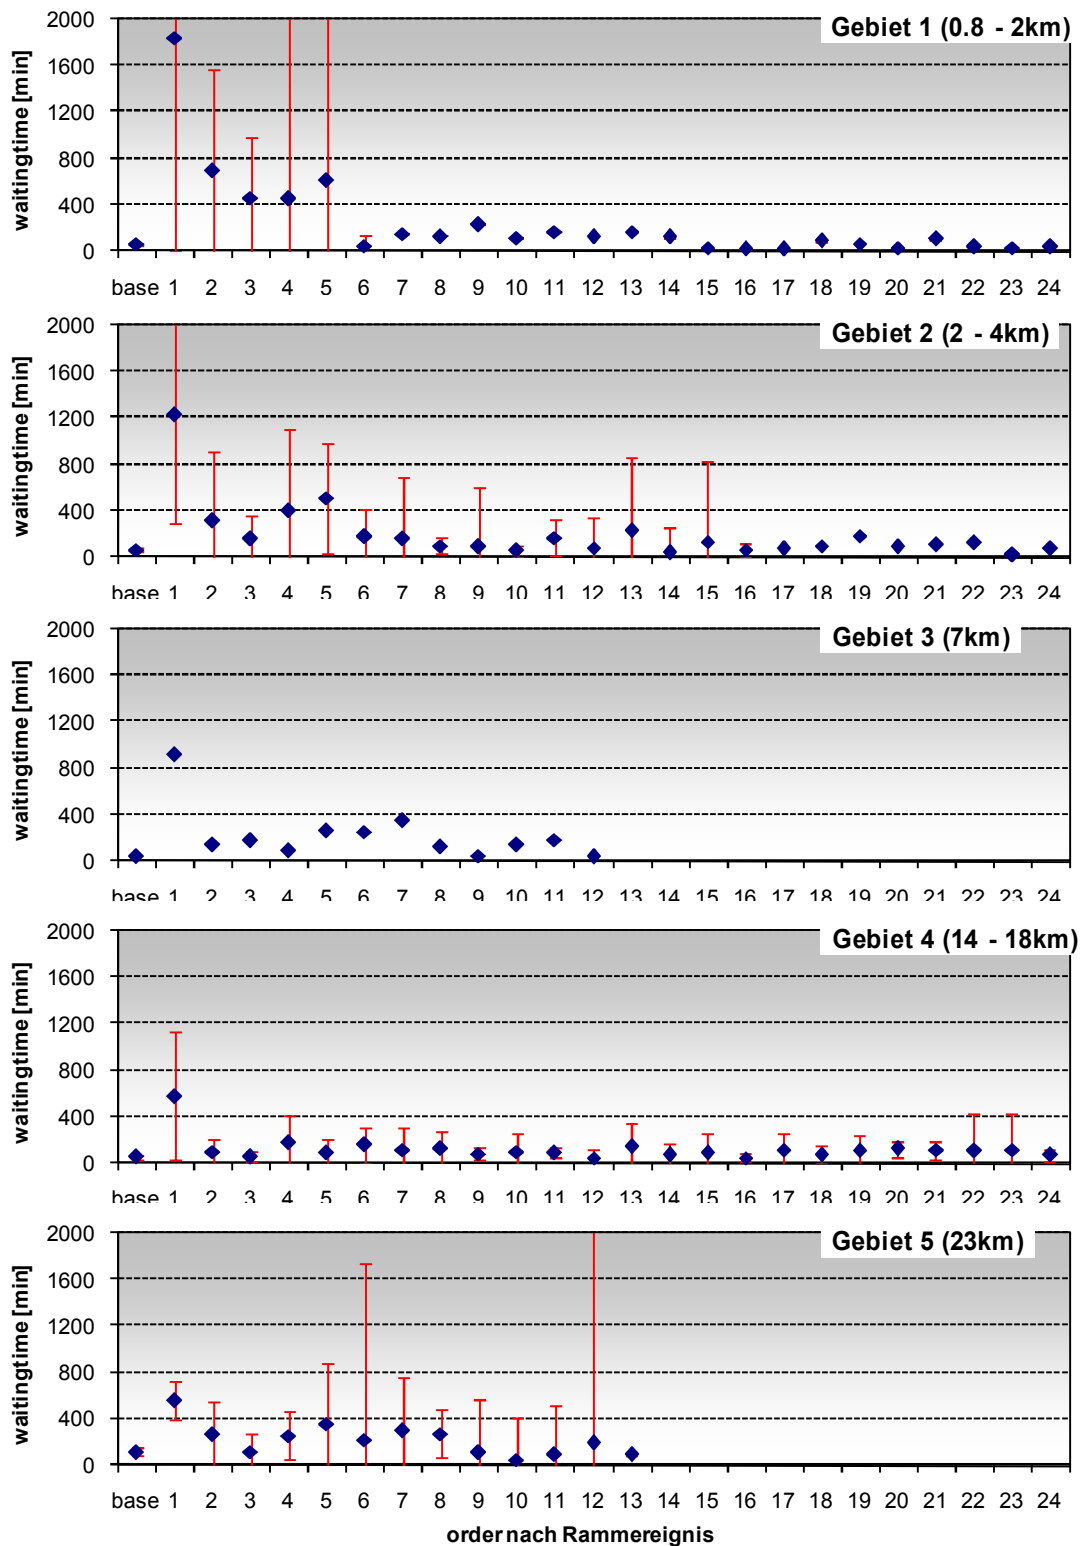 Gebiet 1 (0.8 - 2km)
waitingtime [min]
2000
1600
1200
800
400
0
base 1 2 3 4 5 6 7 8 9 10 11 12 13 14 15 16 17 18 19 20 21 22 23 24
Gebiet 2 (2 - 4km)
waitingtime [min]
2000
1600
1200
800
400
0
base 1 2 3 4 5 6 7 8 9 10 11 12 13 14 15 16 17 18 19 20 21 22 23 24
Gebiet 3 (7km)
waitingtime [min]
2000
1600
1200
800
400
0
base 1 2 3 4 5 6 7 8 9 10 11 12 13 14 15 16 17 18 19 20 21 22 23 24
Gebiet 4 (14 - 18km)
waitingtime [min]
2000
1600
1200
800
400
0
base 1 2 3 4 5 6 7 8 9 10 11 12 13 14 15 16 17 18 19 20 21 22 23 24
Gebiet 5 (23km)
waitingtime [min]
2000
1600
1200
800
400
0
base 1 2 3 4 5 6 7 8 9 10 11 12 13 14 15 16 17 18 19 20 21 22 23 24
order nach Rammereignis